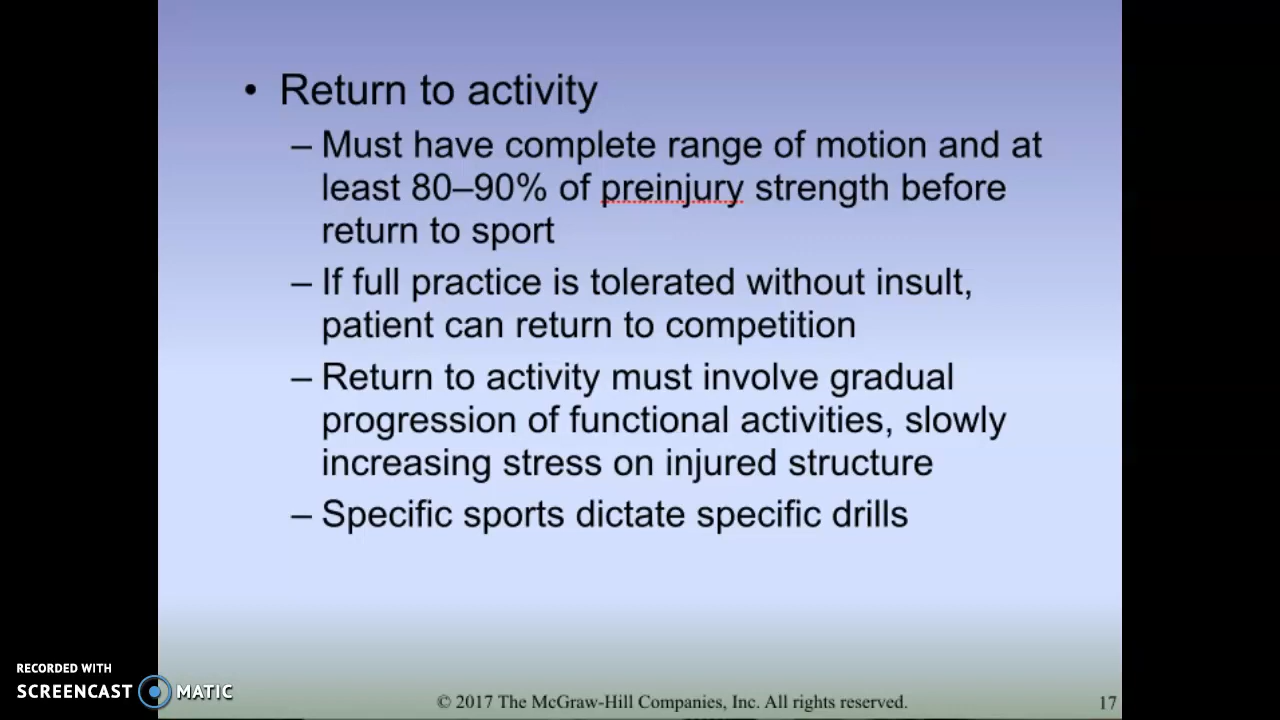 • Return to activity
– Must have complete range of motion and at
least 80–90% of preinjury strength before
return to sport
– If full practice is tolerated without insult,
patient can return to competition
– Return to activity must involve gradual
progression of functional activities, slowly
increasing stress on injured structure
– Specific sports dictate specific drills
RECORDED WITH
SCREENCAST MATIC
© 2017 The McGraw-Hill Companies, Inc. All rights reserved.
17